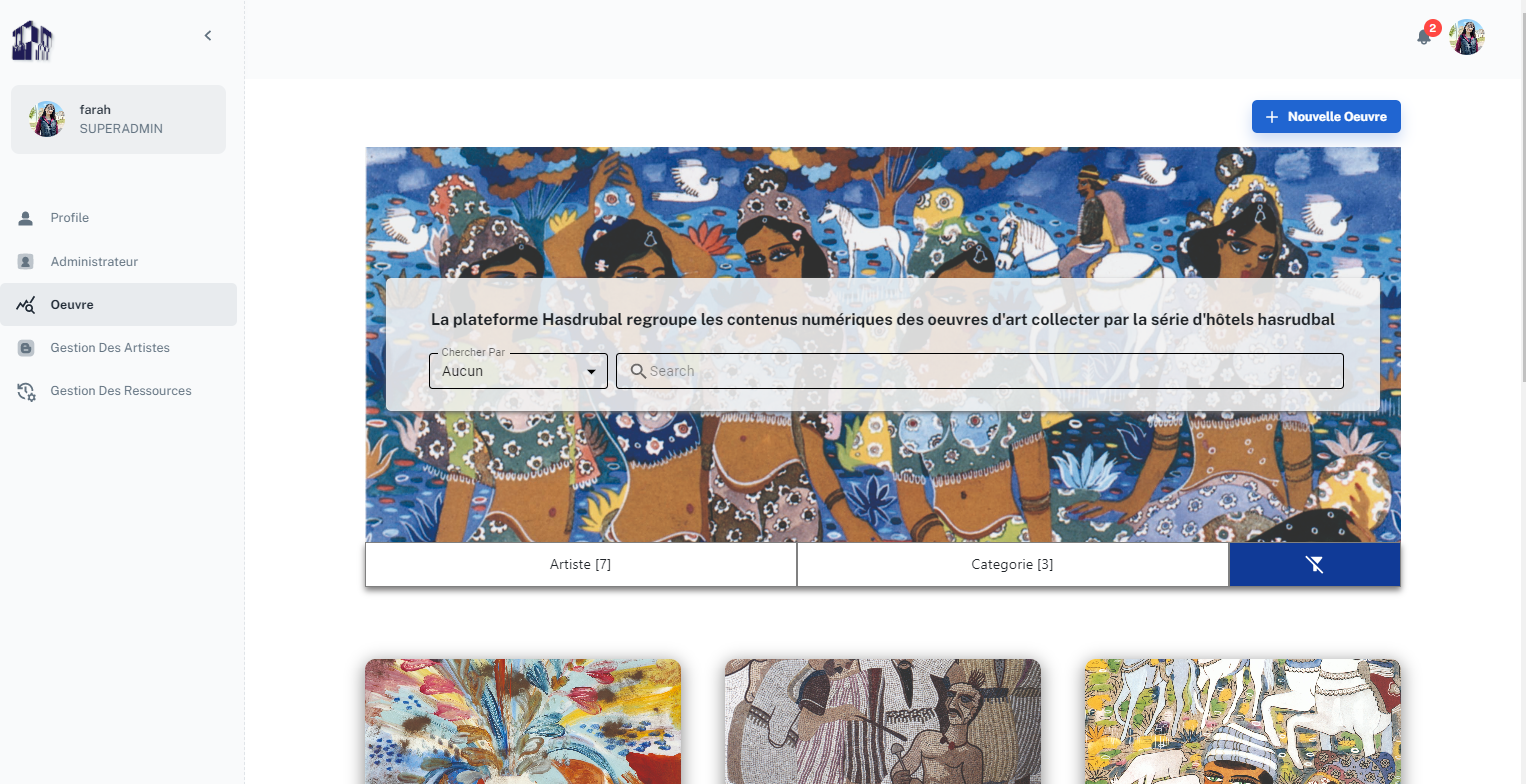 2
farah
SUPERADMIN
Nouvelle Oeuvre
Profile
Administrateur
Oeuvre
Gestion Des Artistes
Gestion Des Ressources
La plateforme Hasdrubal regroupe les contenus numériques des oeuvres d'art collecter par la série d'hôtels hasrudbal
Chercher Par
Aucun
Search
Artiste [7]
Categorie [3]